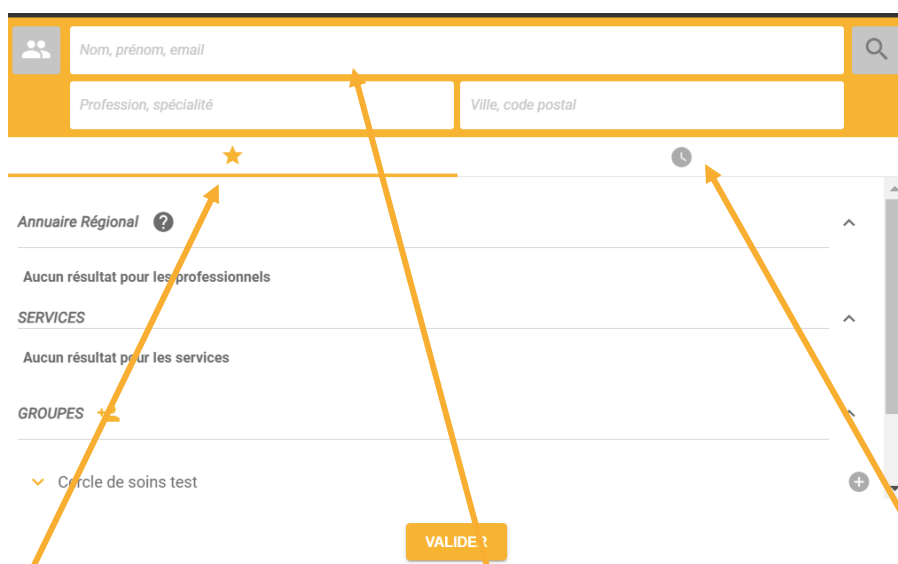 Nom, prénom, email
Profession, spécialité
Ville, code postal
Annuaire Régional ?
Aucun résultat pour les professionnels
SERVICES
Aucun résultat pour les services
GROUPES
Cercle de soins test
VALIDER